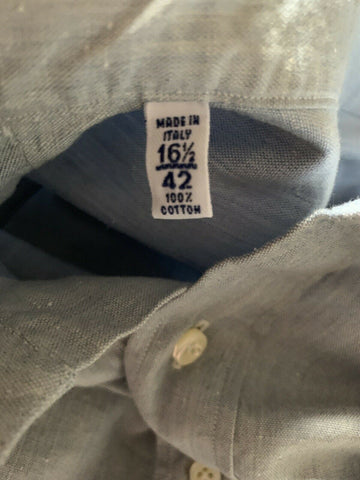 MADE IN
ITALY
16½
42
100%
COTTON